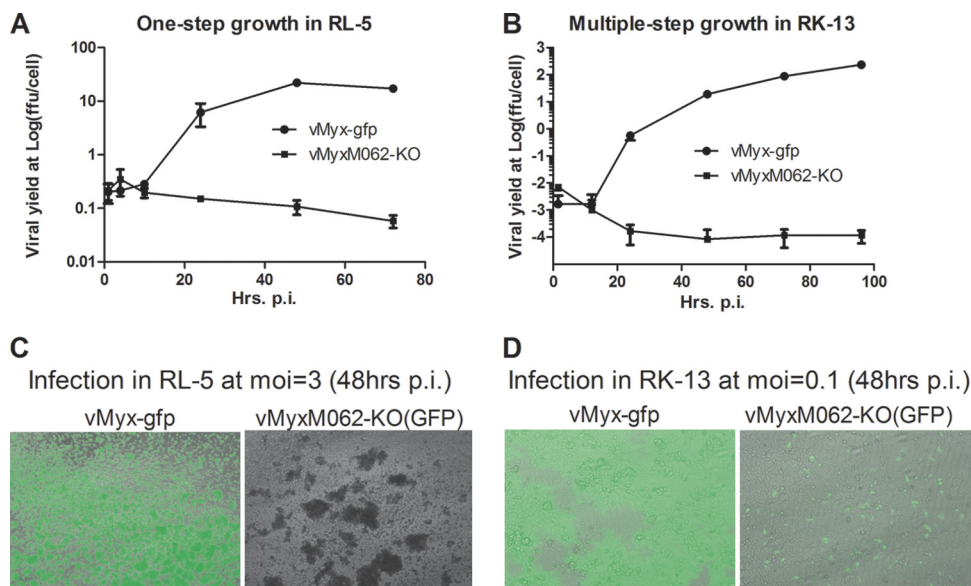 A
One-step growth in RL-5
Viral yield at Log(ffu/cell)
100
10
1
0.1
0.01
0
20
40
60
80
Hrs. p.i.
vMyx-gfp
vMyxM062-KO
B
Multiple-step growth in RK-13
Viral yield at Log(ffu/cell)
3
2
1
0
-1
-2
-3
-4
0
20
40
60
80
100
Hrs. p.i.
vMyx-gfp
vMyxM062-KO
C
Infection in RL-5 at moi=3 (48hrs p.i.)
vMyx-gfp
vMyxM062-KO(GFP)
D
Infection in RK-13 at moi=0.1 (48hrs p.i.)
vMyx-gfp
vMyxM062-KO(GFP)